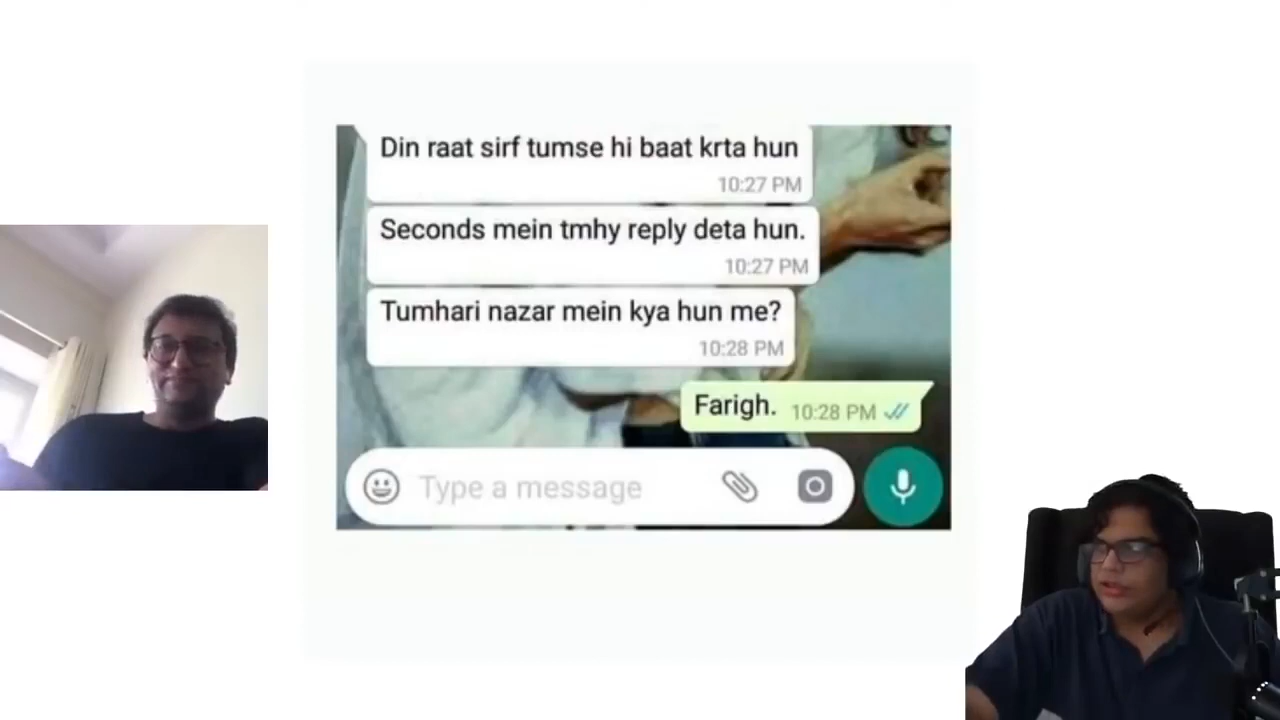 Din raat sirf tumse hi baat krta hun
10:27 PM
Seconds mein tmhy reply deta hun.
10:27 PM
Tumhari nazar mein kya hun me?
10:28 PM
Farigh. 10:28 PM
Type a message